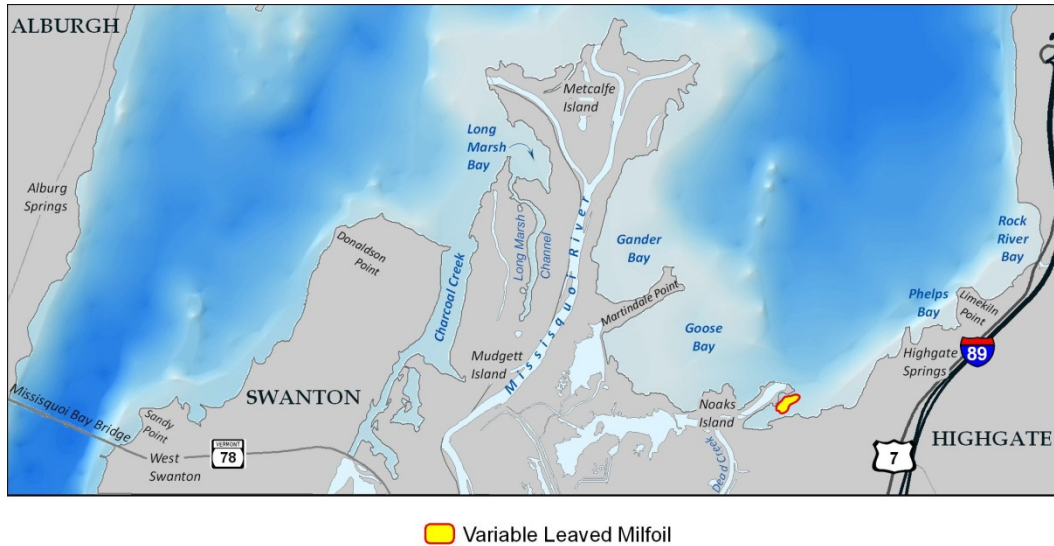 ALBURGH
Metcalfe
Island
Long
Marsh
Bay
Alburg
Springs
Donaldson
Point
Charcoal Creek
Long Marsh
Channel
Missisquoi River
Gander
Bay
Rock
River
Bay
Martindale Point
Phelps
Bay
Limekiln
Point
Goose
Bay
Mudgett
Island
Highgate
Springs
89
Missisquoi Bay Bridge
Sandy
Point
SWANTON
Noaks
Island
HIGHGATE
West
Swanton
VERMONT
78
Dead Creek
7
Variable Leaved Milfoil